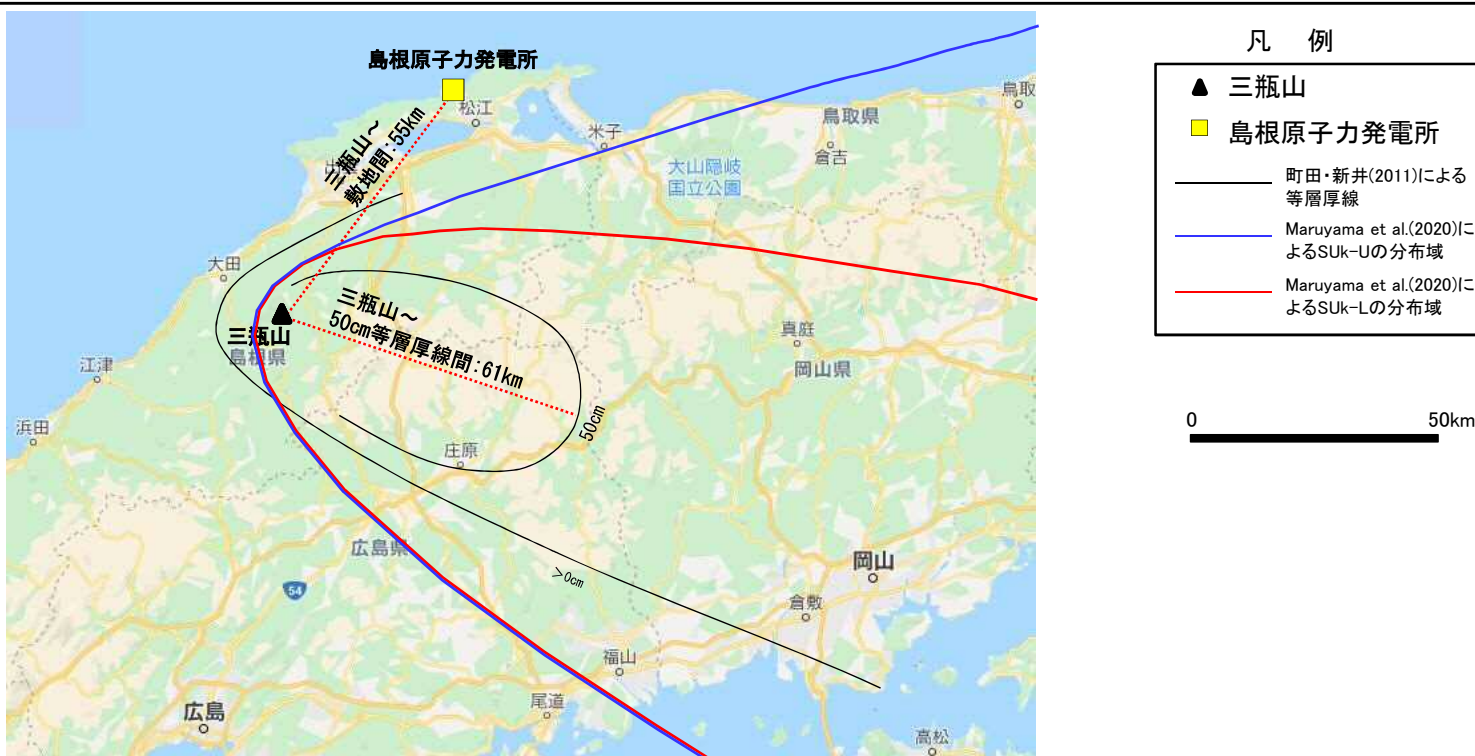 島根原子力発電所
三瓶山~
敷地間:55km
松江
米子
鳥取県
倉吉
大山隠岐
国立公園
大田
三瓶山~
50cm等層厚線間:61km
三瓶山
島根県
真庭
岡山県
江津
浜田
50cm
庄原
広島県
>0cm
54
岡山
倉敷
福山
尾道
広島
高松
凡 例
三瓶山
島根原子力発電所
町田・新井(2011)による
等層厚線
Maruyama et al.(2020)に
よるSUk-Uの分布域
Maruyama et al.(2020)に
よるSUk-Lの分布域
0 50km